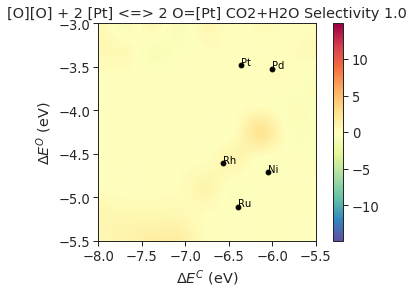 [O][O] + 2 [Pt] <=> 2 O=[Pt] CO2+H2O Selectivity 1.0
−3.0
−3.5
−4.0
−4.5
−5.0
−5.5
ΔE^O (eV)
Pt
Pd
Rh
Ni
Ru
−8.0 −7.5 −7.0 −6.5 −6.0 −5.5
ΔE^C (eV)
10
5
0
−5
−10